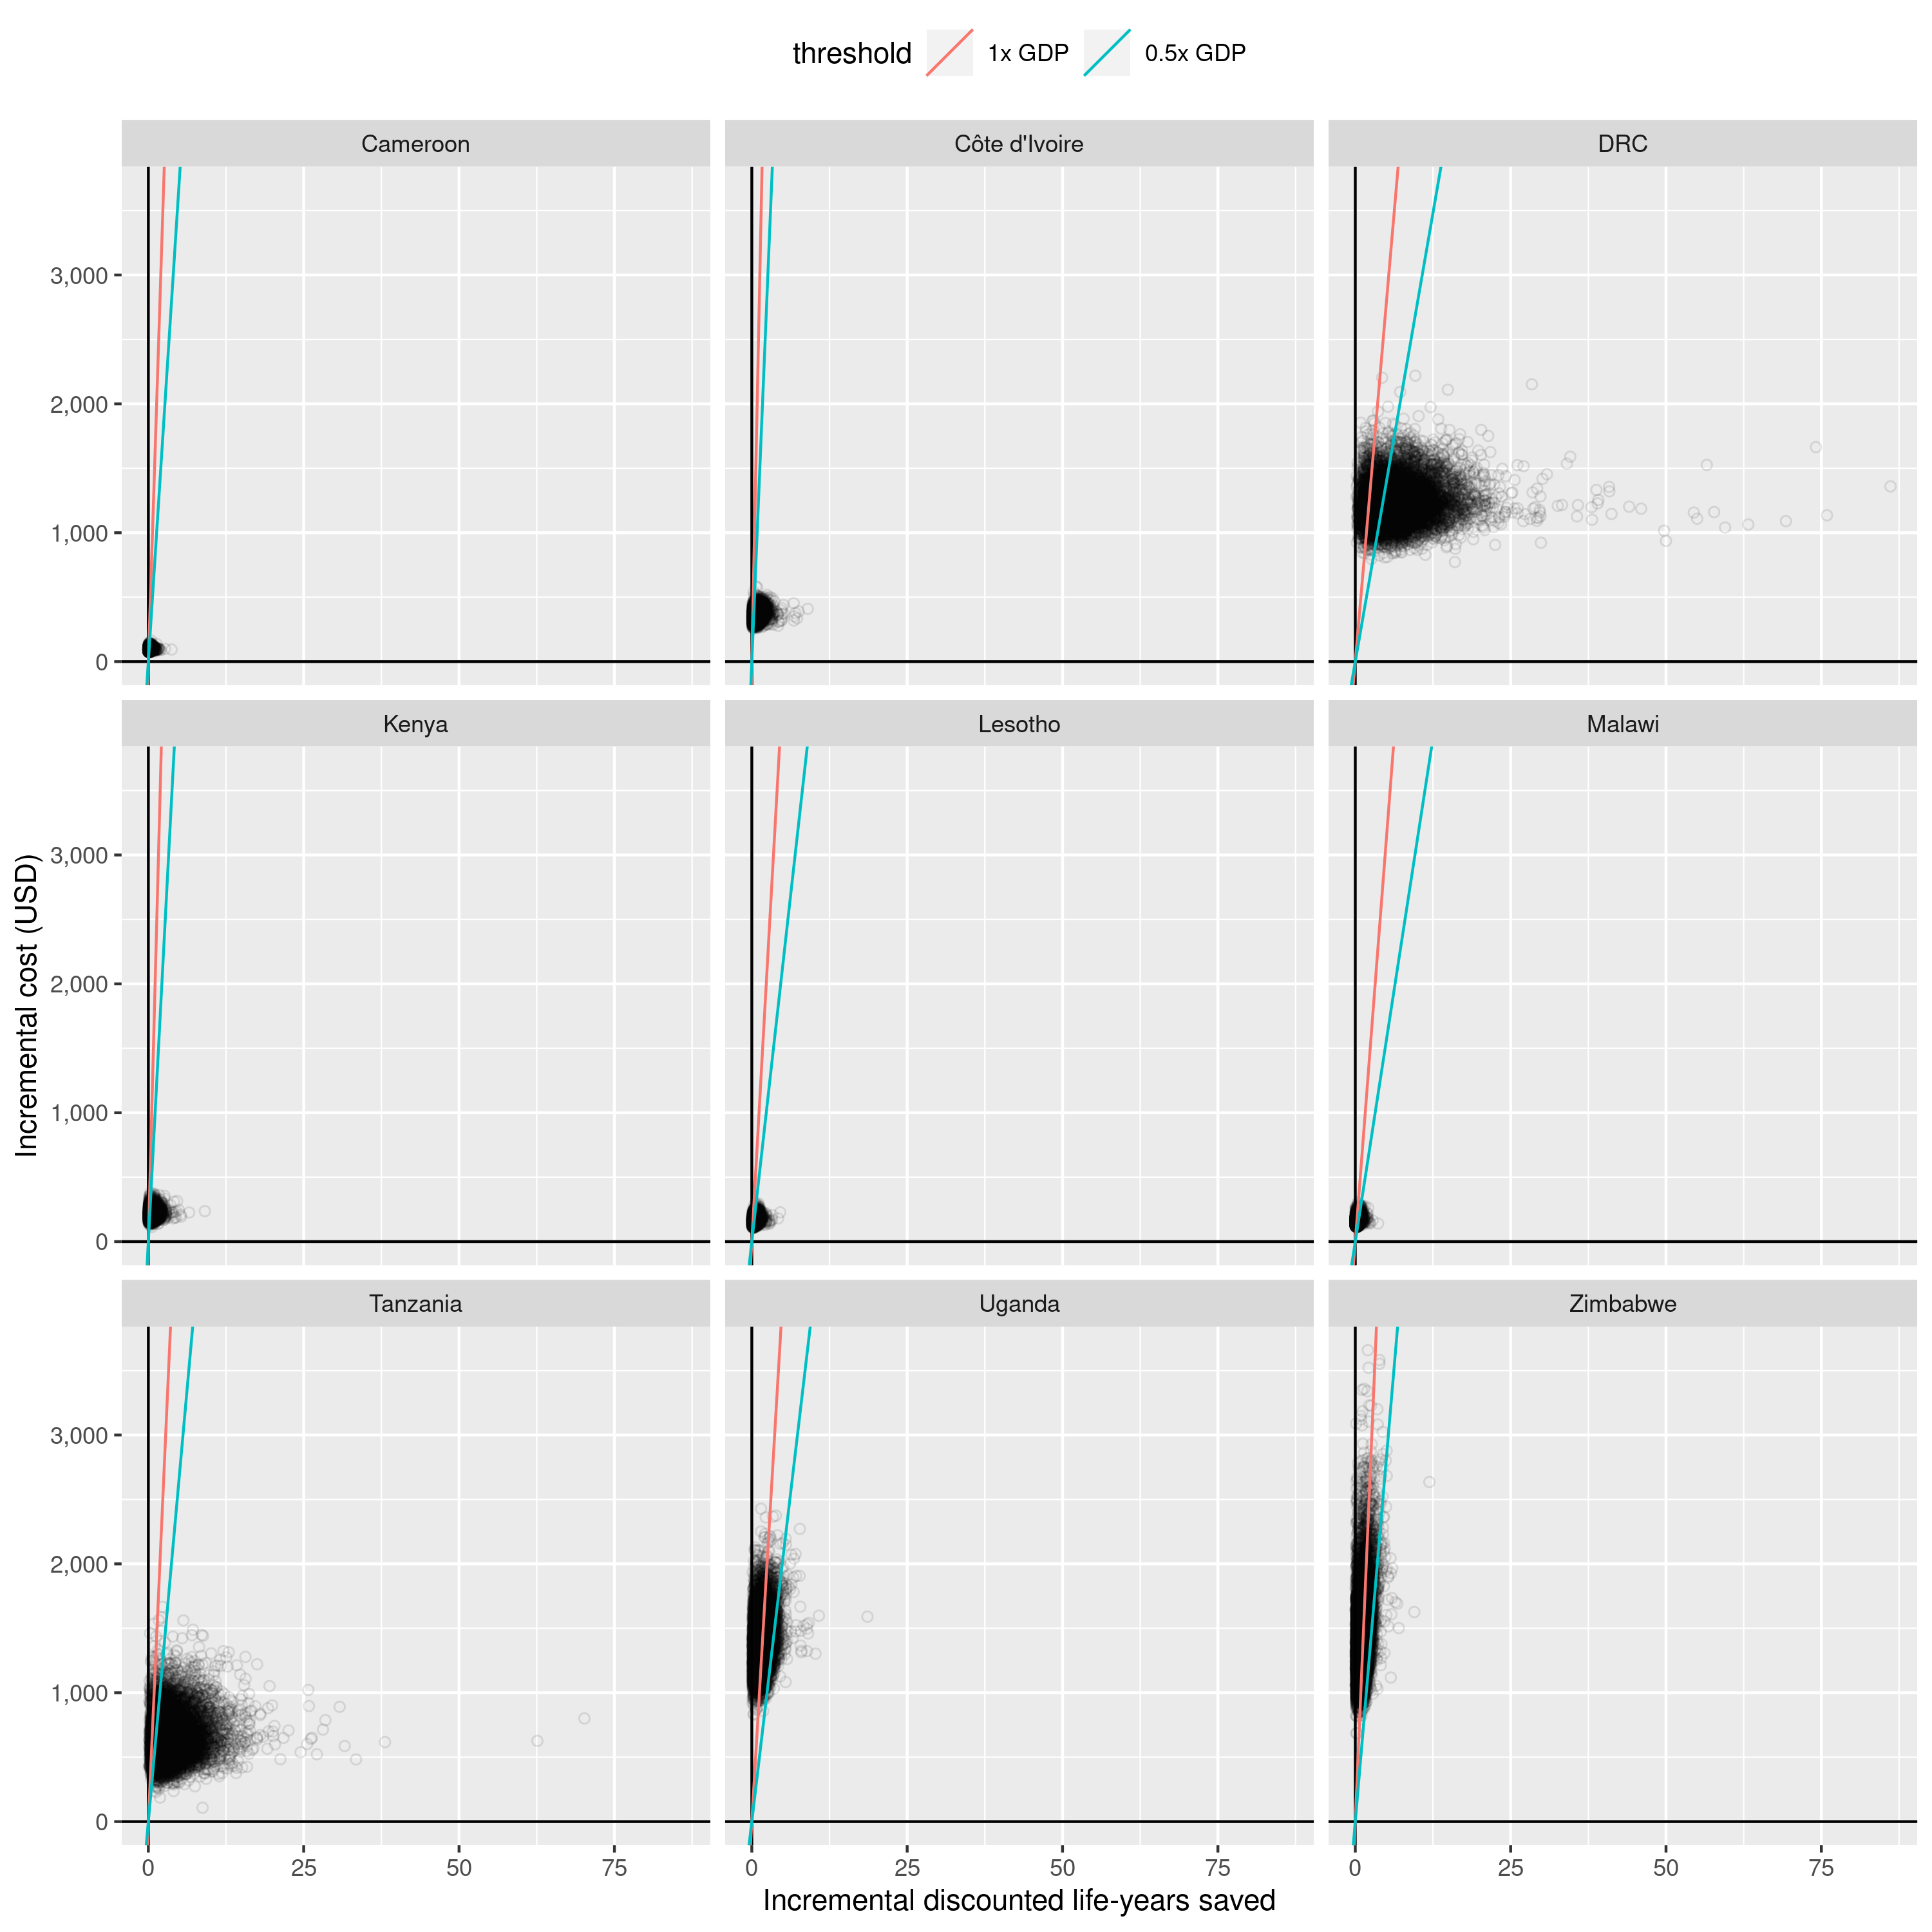 threshold 1x GDP 0.5x GDP
Cameroon Côte d'Ivoire DRC
3,000
2,000
1,000
0
Kenya Lesotho Malawi
Incremental cost (USD)
3,000
2,000
1,000
0
Tanzania Uganda Zimbabwe
3,000
2,000
1,000
0
0 25 50 75 0 25 50 75 0 25 50 75
Incremental discounted life-years saved